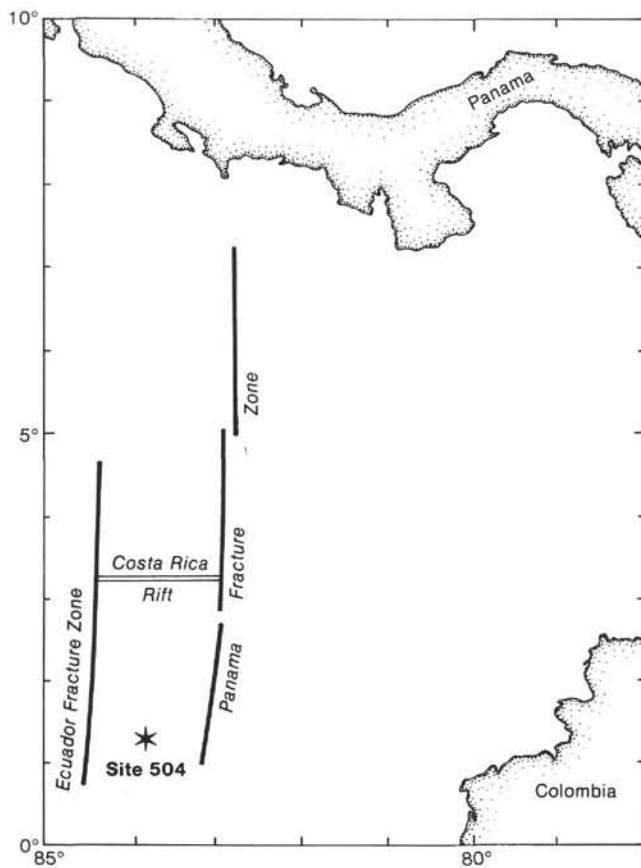 10°
Panama
Zone
5°
Costa Rica
Rift
Fracture
Ecuador Fracture Zone
Panama
Site 504
Colombia
0°
85°
80°